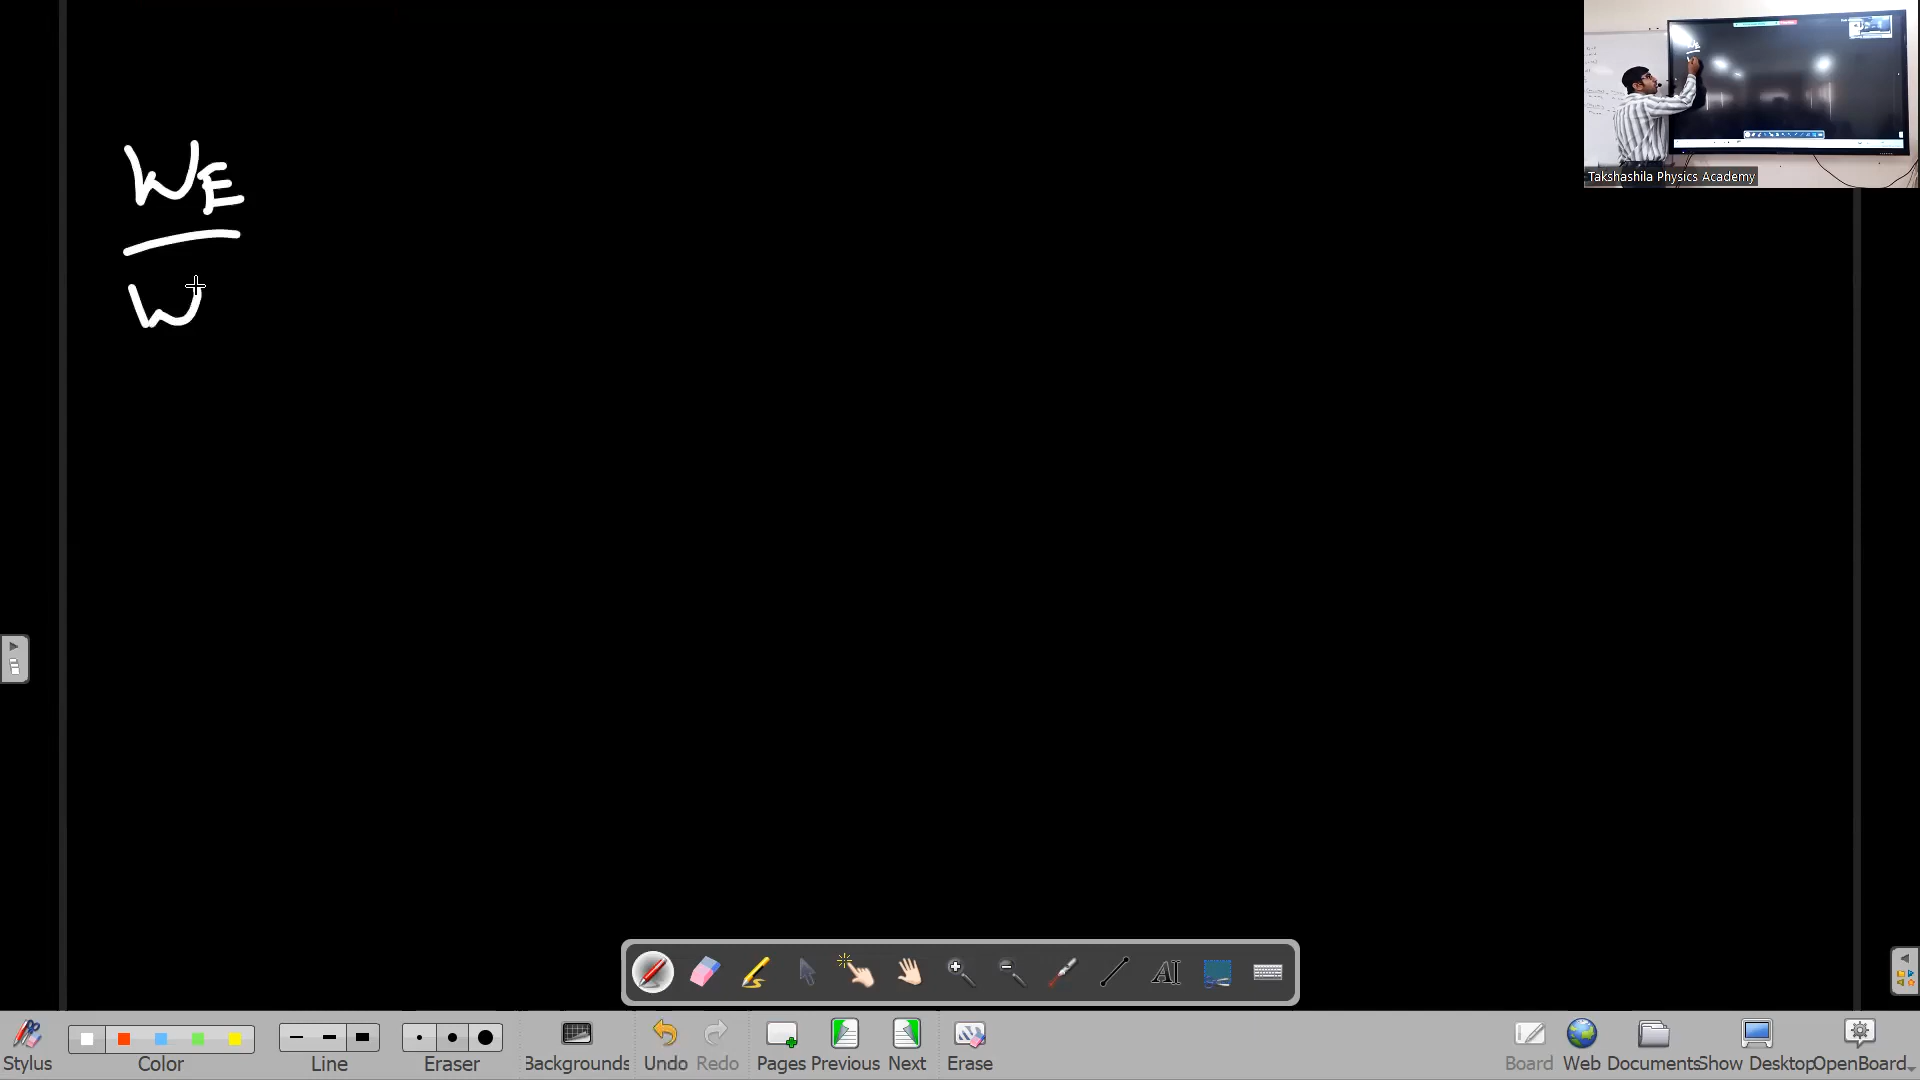 WE
W
Takshashila Physics Academy
Stylus
Color
Line
Eraser
Backgrounds
Undo
Redo
Pages
Previous
Next
Erase
Board
Web
Documents
Show Desktop
OpenBoard
AI